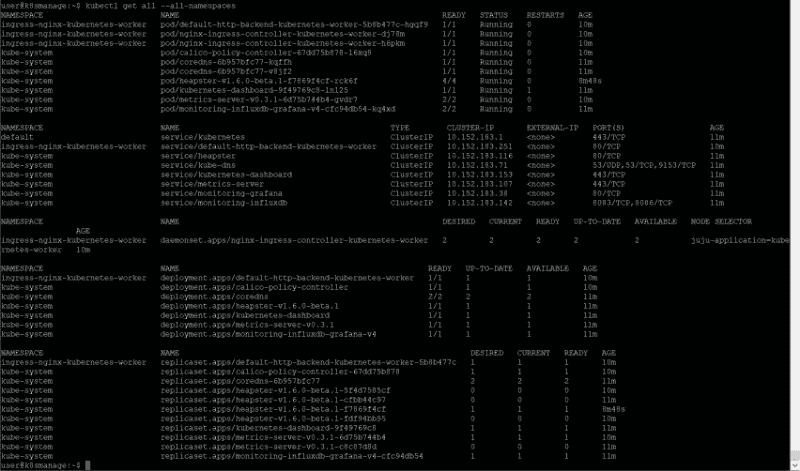 user@k8smanage:~$ kubectl get all --all-namespaces
NAMESPACE NAME READY STATUS RESTARTS AGE
ingress-nginx-kubernetes-worker pod/default-http-backend-kubernetes-worker-5b8b477c-hgqf9 1/1 Running 0 10m
ingress-nginx-kubernetes-worker pod/nginx-ingress-controller-kubernetes-worker-dj78m 1/1 Running 0 10m
ingress-nginx-kubernetes-worker pod/nginx-ingress-controller-kubernetes-worker-h6pkm 1/1 Running 0 10m
kube-system pod/calico-policy-controller-67dd75b878-16xq8 1/1 Running 0 10m
kube-system pod/coredns-6b957bfc77-kqffh 1/1 Running 0 11m
kube-system pod/coredns-6b957bfc77-v8jf2 1/1 Running 0 11m
kube-system pod/heapster-v1.6.0-beta.1-f7869f4cf-rck6f 4/4 Running 0 8m48s
kube-system pod/kubernetes-dashboard-9f49769c8-lml25 1/1 Running 1 11m
kube-system pod/metrics-server-v0.3.1-6d75b744b4-gvdr7 2/2 Running 0 10m
kube-system pod/monitoring-influxdb-grafana-v4-cfc94db54-kq4xd 2/2 Running 0 11m
NAMESPACE NAME TYPE CLUSTER-IP EXTERNAL-IP PORT(S) AGE
default service/kubernetes ClusterIP 10.152.183.1 <none> 443/TCP 11m
ingress-nginx-kubernetes-worker service/default-http-backend-kubernetes-worker ClusterIP 10.152.183.251 <none> 80/TCP 10m
kube-system service/heapster ClusterIP 10.152.183.116 <none> 80/TCP 11m
kube-system service/kube-dns ClusterIP 10.152.183.71 <none> 53/UDP,53/TCP,9153/TCP 11m
kube-system service/kubernetes-dashboard ClusterIP 10.152.183.153 <none> 443/TCP 11m
kube-system service/metrics-server ClusterIP 10.152.183.107 <none> 443/TCP 11m
kube-system service/monitoring-grafana ClusterIP 10.152.183.38 <none> 80/TCP 11m
kube-system service/monitoring-influxdb ClusterIP 10.152.183.142 <none> 8083/TCP,8086/TCP 11m
NAMESPACE NAME DESIRED CURRENT READY UP-TO-DATE AVAILABLE NODE SELECTOR
AGE
ingress-nginx-kubernetes-worker daemonset.apps/nginx-ingress-controller-kubernetes-worker 2 2 2 2 2 juju-application=kube
rnetes-worker 10m
NAMESPACE NAME READY UP-TO-DATE AVAILABLE AGE
ingress-nginx-kubernetes-worker deployment.apps/default-http-backend-kubernetes-worker 1/1 1 1 10m
kube-system deployment.apps/calico-policy-controller 1/1 1 1 10m
kube-system deployment.apps/coredns 2/2 2 2 11m
kube-system deployment.apps/heapster-v1.6.0-beta.1 1/1 1 1 11m
kube-system deployment.apps/kubernetes-dashboard 1/1 1 1 11m
kube-system deployment.apps/metrics-server-v0.3.1 1/1 1 1 11m
kube-system deployment.apps/monitoring-influxdb-grafana-v4 1/1 1 1 11m
NAMESPACE NAME DESIRED CURRENT READY AGE
ingress-nginx-kubernetes-worker replicaset.apps/default-http-backend-kubernetes-worker-5b8b477c 1 1 1 10m
kube-system replicaset.apps/calico-policy-controller-67dd75b878 1 1 1 10m
kube-system replicaset.apps/coredns-6b957bfc77 2 2 2 11m
kube-system replicaset.apps/heapster-v1.6.0-beta.1-5f4d7585cf 0 0 0 10m
kube-system replicaset.apps/heapster-v1.6.0-beta.1-cfbb44c97 0 0 0 11m
kube-system replicaset.apps/heapster-v1.6.0-beta.1-f7869f4cf 1 1 1 8m48s
kube-system replicaset.apps/heapster-v1.6.0-beta.1-fdf94bb95 0 0 0 10m
kube-system replicaset.apps/kubernetes-dashboard-9f49769c8 1 1 1 11m
kube-system replicaset.apps/metrics-server-v0.3.1-6d75b744b4 1 1 1 10m
kube-system replicaset.apps/metrics-server-v0.3.1-c8c87d8d 0 0 0 11m
kube-system replicaset.apps/monitoring-influxdb-grafana-v4-cfc94db54 1 1 1 11m
user@k8smanage:~$